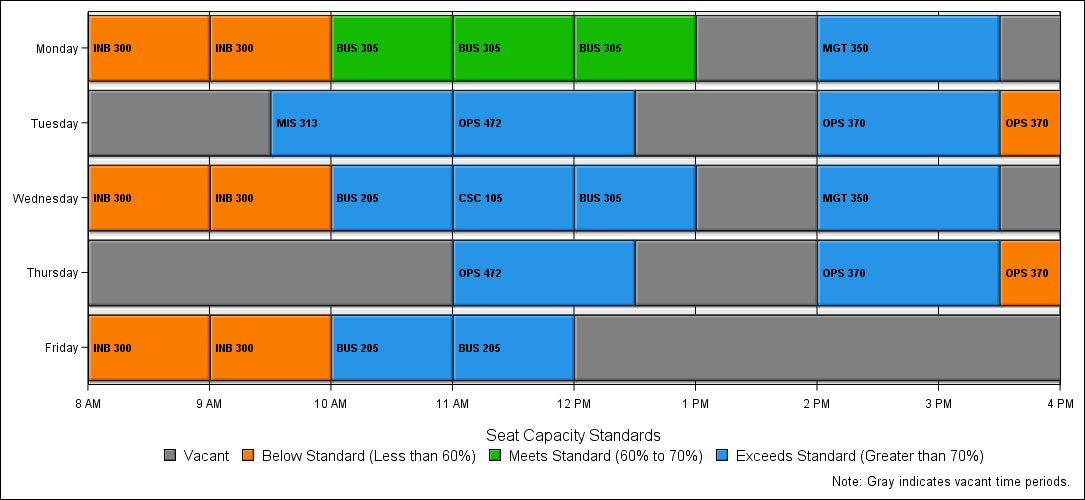 Monday INB 300 INB 300 BUS 305 BUS 305 BUS 305 MGT 350
Tuesday MIS 313 OPS 472 OPS 370 OPS 370
Wednesday INB 300 INB 300 BUS 205 CSC 105 BUS 305 MGT 350
Thursday OPS 472 OPS 370 OPS 370
Friday INB 300 INB 300 BUS 205 BUS 205
8 AM 9 AM 10 AM 11 AM 12 PM 1 PM 2 PM 3 PM 4 PM
Seat Capacity Standards
Vacant Below Standard (Less than 60%) Meets Standard (60% to 70%) Exceeds Standard (Greater than 70%)
Note: Gray indicates vacant time periods.